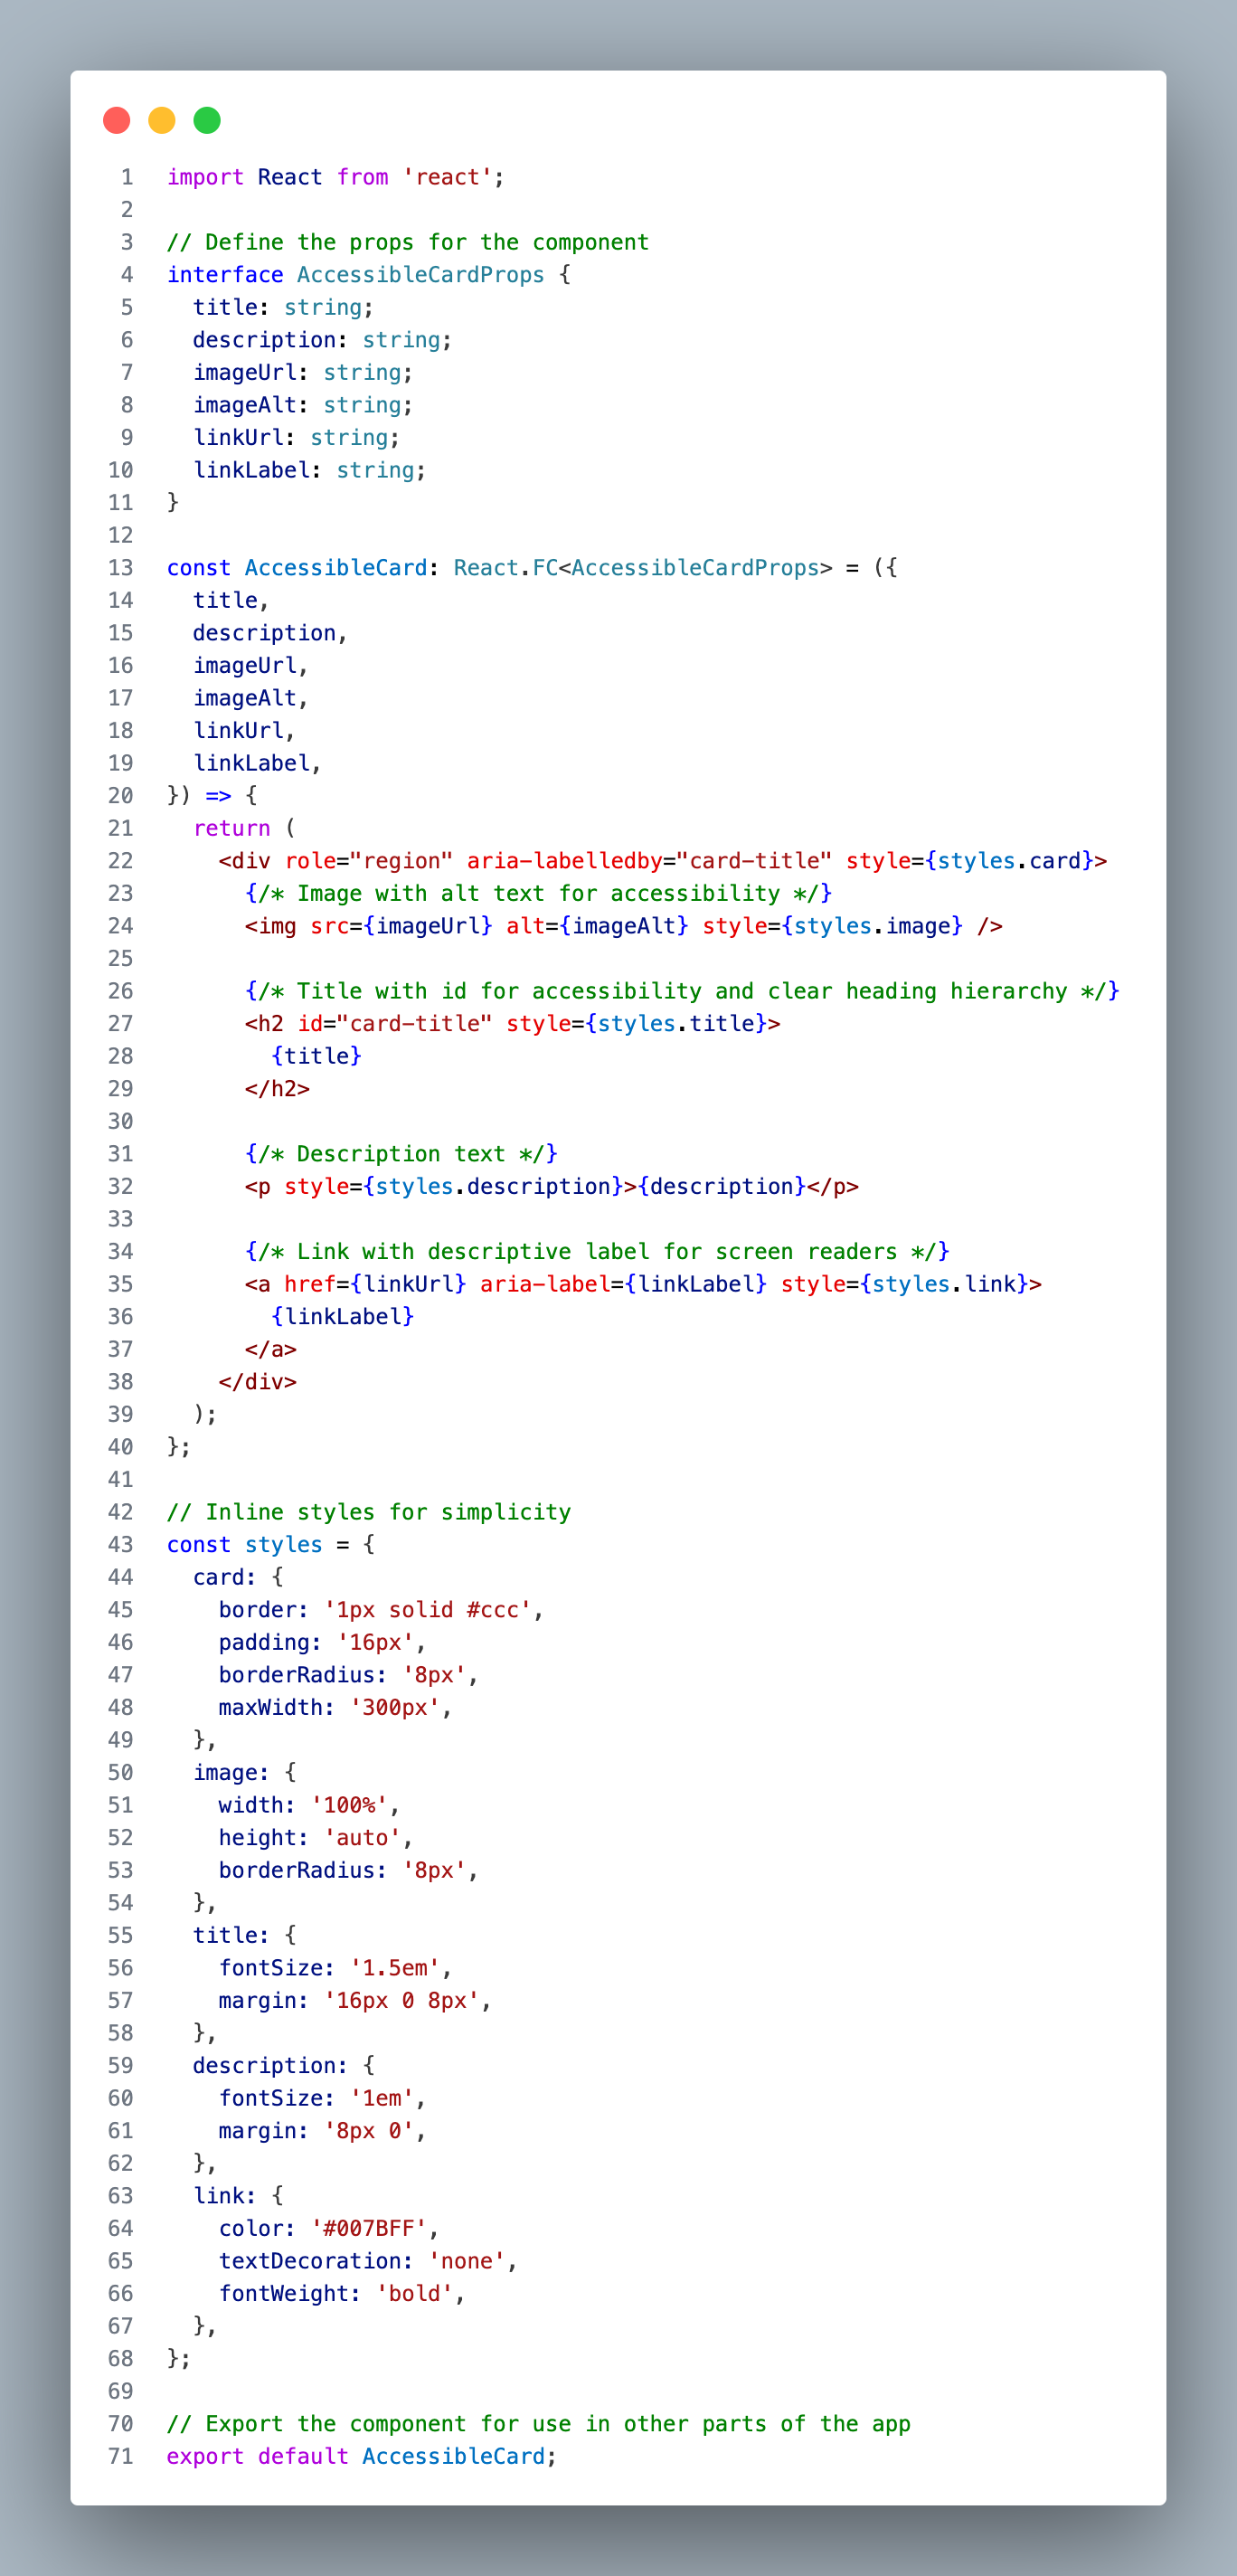 1 import React from 'react';
2
3 // Define the props for the component
4 interface AccessibleCardProps {
5   title: string;
6   description: string;
7   imageUrl: string;
8   imageAlt: string;
9   linkUrl: string;
10   linkLabel: string;
11 }
12
13 const AccessibleCard: React.FC<AccessibleCardProps> = ({
14   title,
15   description,
16   imageUrl,
17   imageAlt,
18   linkUrl,
19   linkLabel,
20 }) => {
21   return (
22     <div role="region" aria-labelledby="card-title" style={styles.card}>
23       {/* Image with alt text for accessibility */}
24       <img src={imageUrl} alt={imageAlt} style={styles.image} />
25
26       {/* Title with id for accessibility and clear heading hierarchy */}
27       <h2 id="card-title" style={styles.title}>
28         {title}
29       </h2>
30
31       {/* Description text */}
32       <p style={styles.description}>{description}</p>
33
34       {/* Link with descriptive label for screen readers */}
35       <a href={linkUrl} aria-label={linkLabel} style={styles.link}>
36         {linkLabel}
37       </a>
38     </div>
39   );
40 };
41
42 // Inline styles for simplicity
43 const styles = {
44   card: {
45     border: '1px solid #ccc',
46     padding: '16px',
47     borderRadius: '8px',
48     maxWidth: '300px',
49   },
50   image: {
51     width: '100%',
52     height: 'auto',
53     borderRadius: '8px',
54   },
55   title: {
56     fontSize: '1.5em',
57     margin: '16px 0 8px',
58   },
59   description: {
60     fontSize: '1em',
61     margin: '8px 0',
62   },
63   link: {
64     color: '#007BFF',
65     textDecoration: 'none',
66     fontWeight: 'bold',
67   },
68 };
69
70 // Export the component for use in other parts of the app
71 export default AccessibleCard;